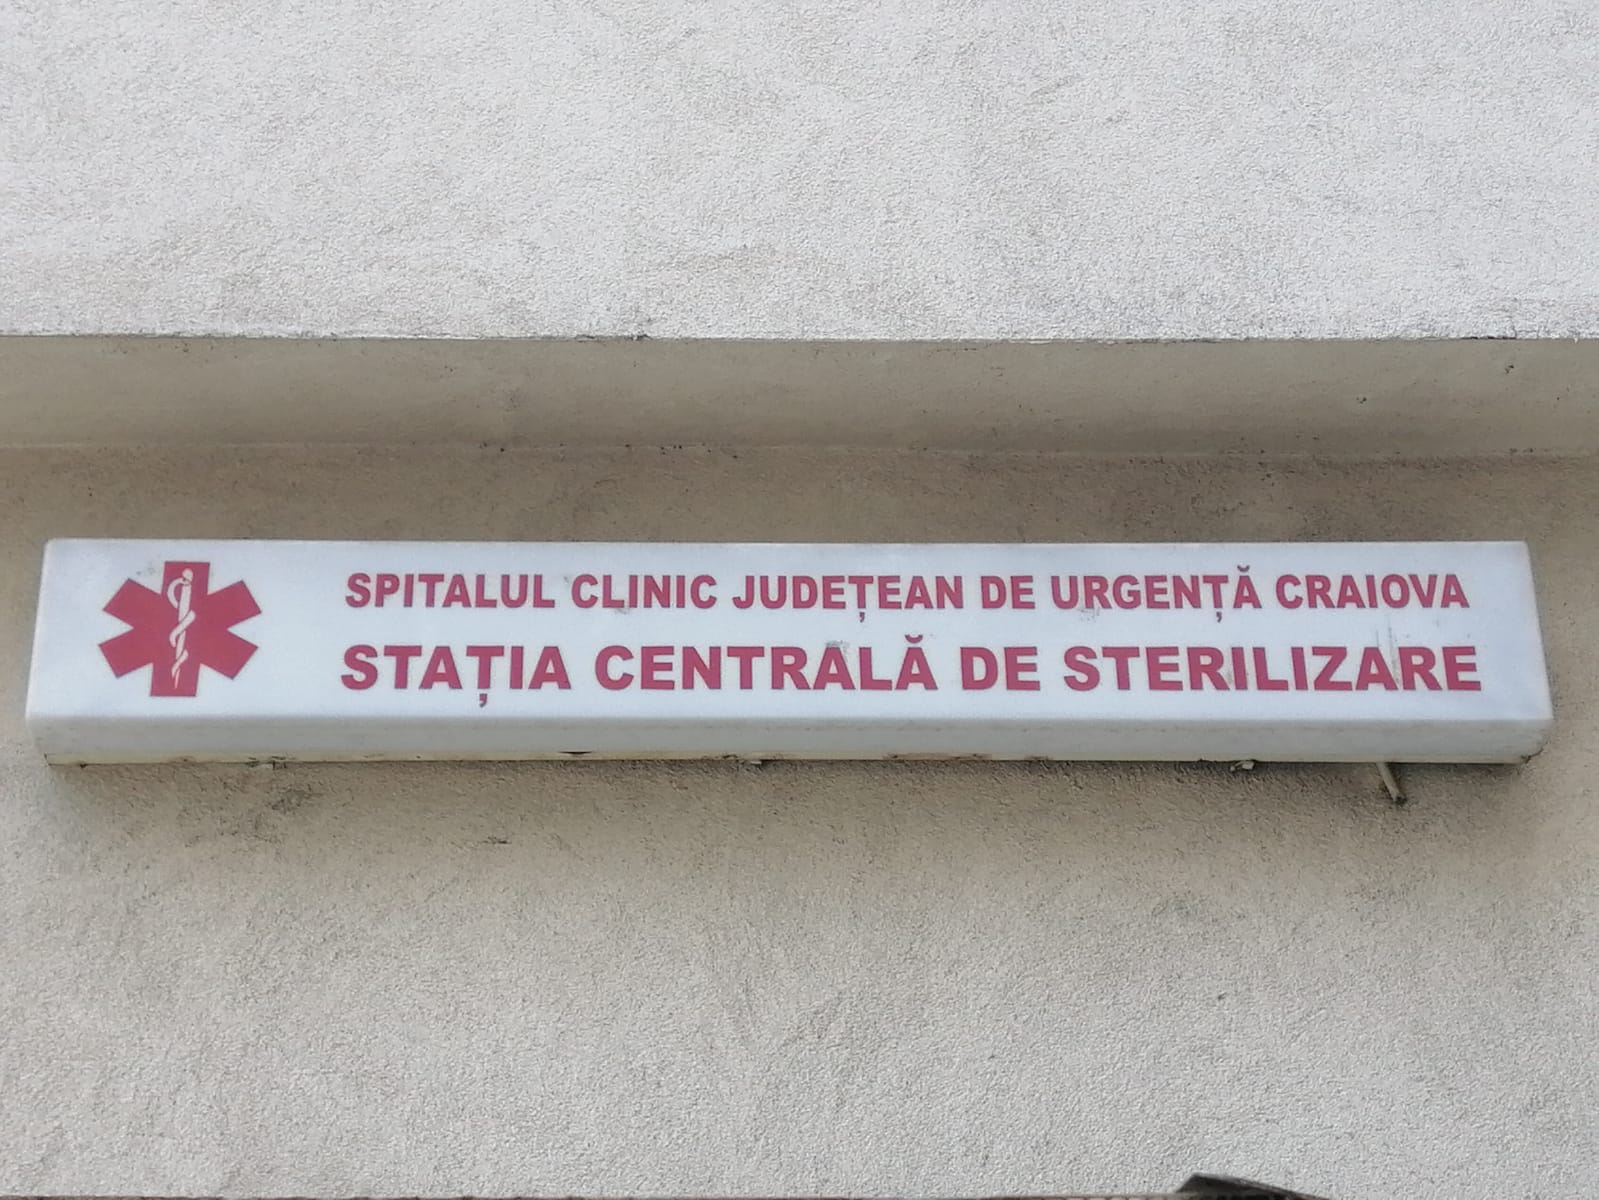 SPITALUL CLINIC JUDEȚEAN DE URGENȚĂ CRAIOVA
STAȚIA CENTRALĂ DE STERILIZARE